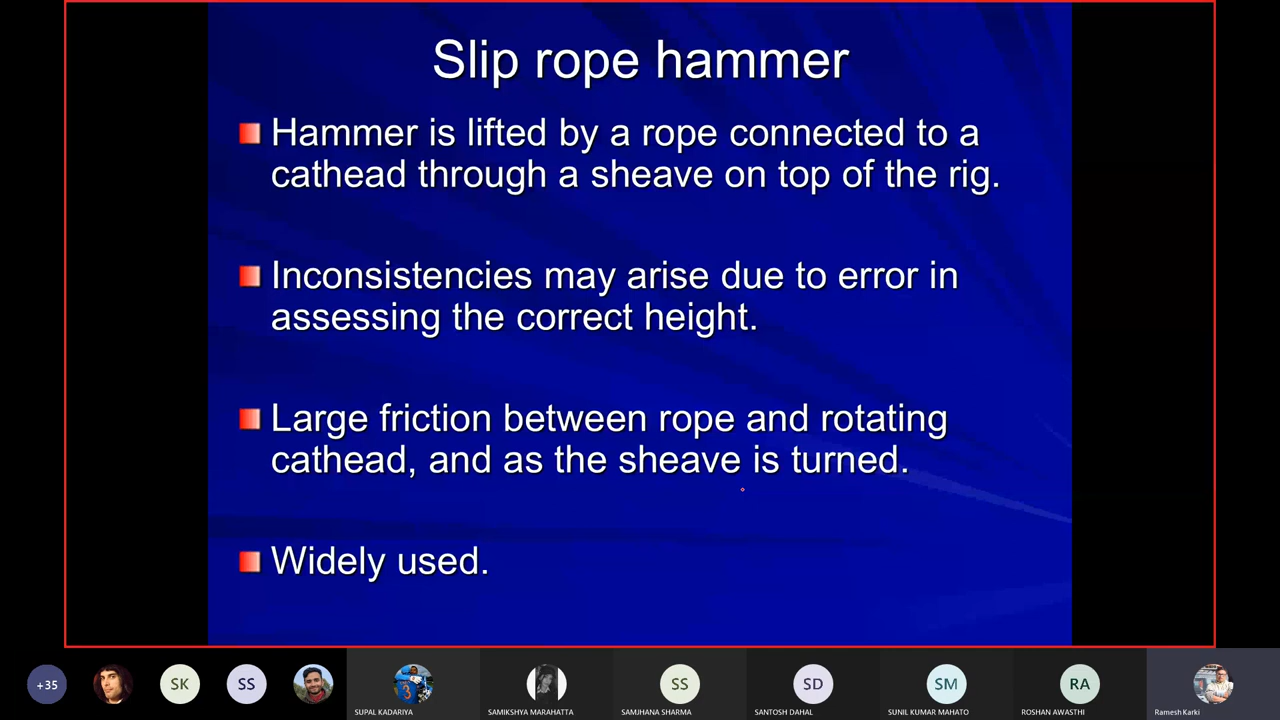 Slip rope hammer
Hammer is lifted by a rope connected to a
cathead through a sheave on top of the rig.
Inconsistencies may arise due to error in
assessing the correct height.
Large friction between rope and rotating
cathead, and as the sheave is turned.
Widely used.
+35
SK
SS
SS
SD
SM
RA
SUPAL KADARIYA
SAMIKSHYA MARAHATTA
SAMJHANA SHARMA
SANTOSH DAHAL
SUNIL KUMAR MAHATO
ROSHAN AWASTHI
Ramesh Karki